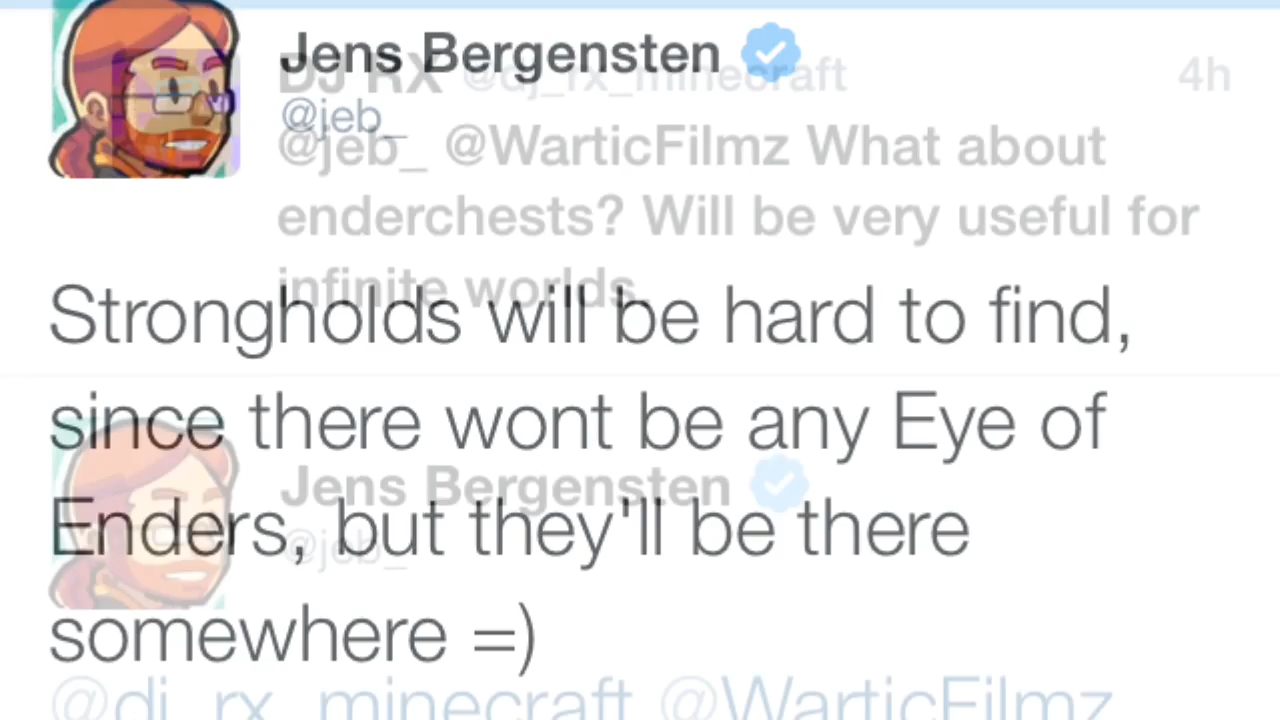 Jens Bergensten
DJ RX @dj_rx_minecraft 4h
@jeb_
@jeb_ @WarticFilmz What about
enderchests? Will be very useful for
infinite worlds.
Strongholds will be hard to find,
since there wont be any Eye of
Jens Bergensten
Enders, but they'll be there
@jeb_
somewhere =)
@dj_rx_minecraft @WarticFilmz